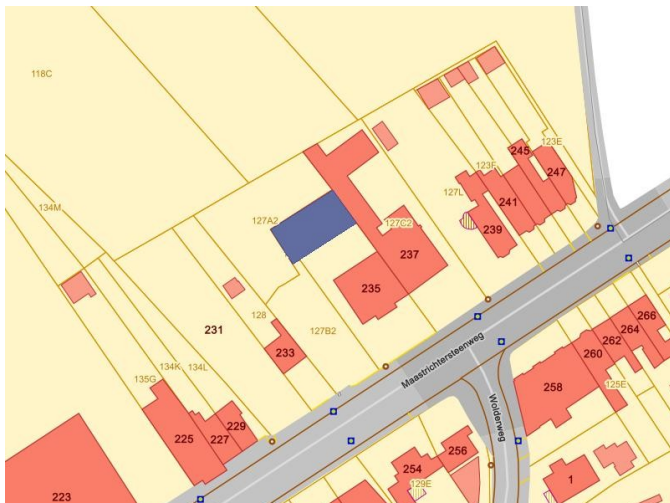 118C
123E
245
123F
247
134M
127L
241
127A2
127C2
239
237
235
231
128
127B2
266
264
262
233
Maastrichtersteenweg
260
134K
134L
135G
258
125E
Wolderweg
229
225
227
256
254
1
129E
223